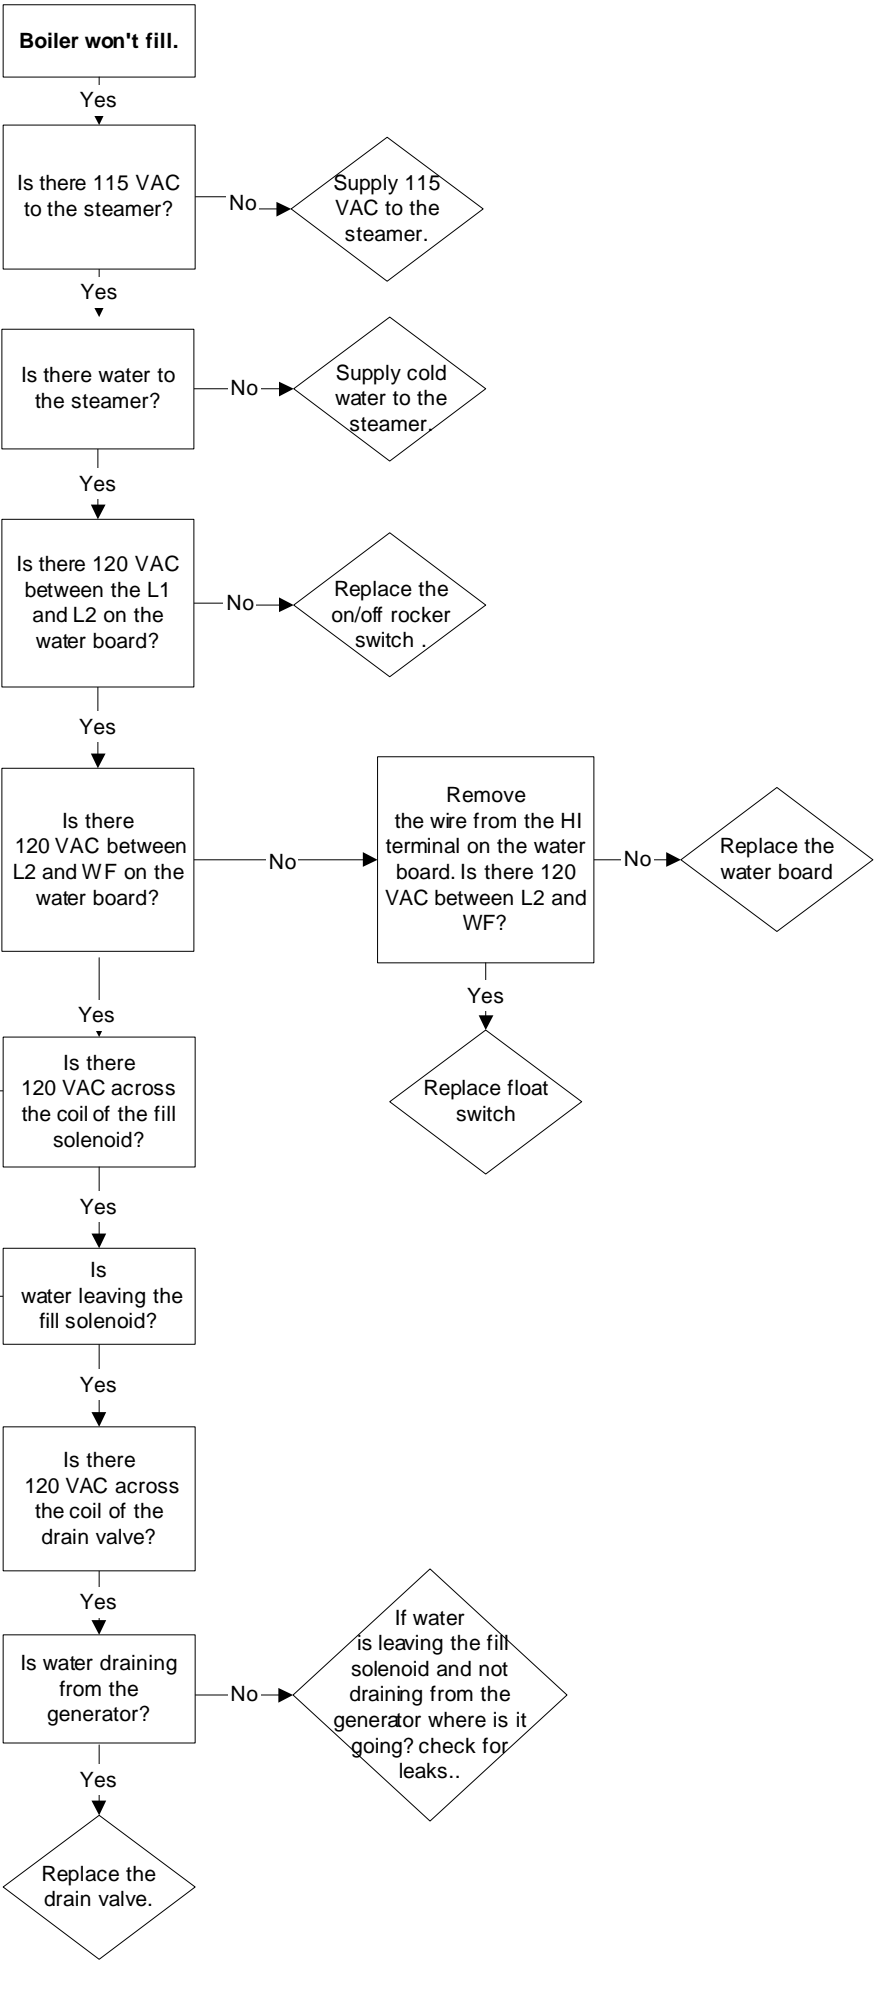 Boiler won't fill.
Yes
Is there 115 VAC
to the steamer?
No
Supply 115
VAC to the
steamer.
Yes
Is there water to
the steamer?
No
Supply cold
water to the
steamer.
Yes
Is there 120 VAC
between the L1
and L2 on the
water board?
No
Replace the
on/off rocker
switch .
Yes
Is there
120 VAC between
L2 and WF on the
water board?
No
Remove
the wire from the HI
terminal on the water
board. Is there 120
VAC between L2 and
WF?
No
Replace the
water board
Yes
Replace float
switch
Yes
Is there
120 VAC across
the coil of the fill
solenoid?
Yes
Is
water leaving the
fill solenoid?
Yes
Is there
120 VAC across
the coil of the
drain valve?
Yes
Is water draining
from the
generator?
No
If water
is leaving the fill
solenoid and not
draining from the
generator where is it
going? check for
leaks..
Yes
Replace the
drain valve.